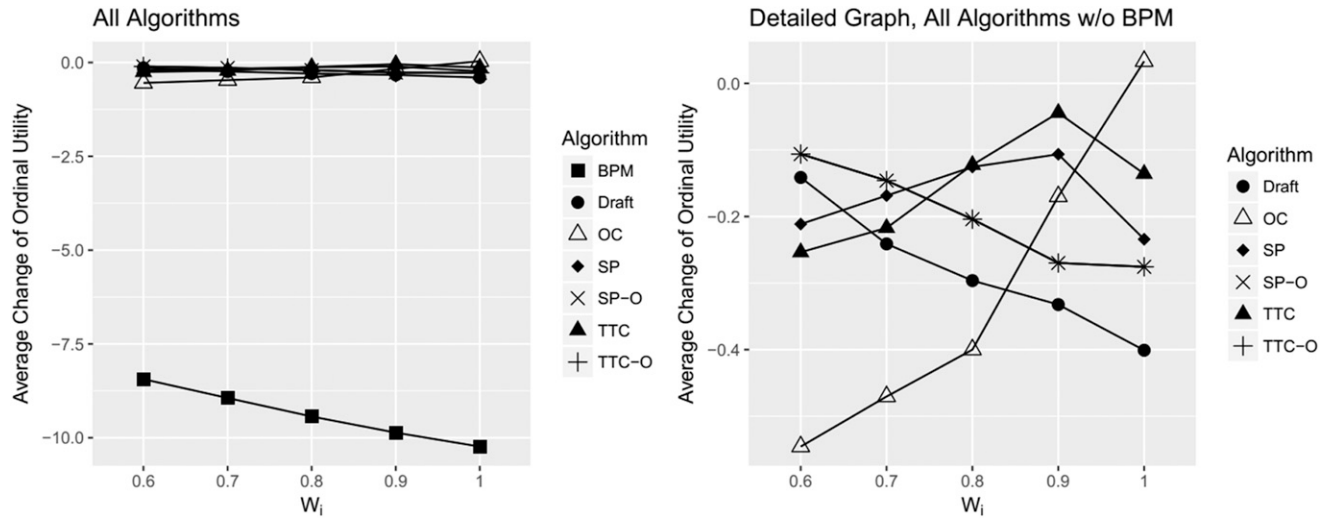 All Algorithms
Average Change of Ordinal Utility
0.0
−2.5
−5.0
−7.5
−10.0
0.6 0.7 0.8 0.9 1
Wi
Algorithm
BPM
Draft
OC
SP
SP−O
TTC
TTC−O
Detailed Graph, All Algorithms w/o BPM
Average Change of Ordinal Utility
0.0
−0.2
−0.4
0.6 0.7 0.8 0.9 1
Wi
Algorithm
Draft
OC
SP
SP−O
TTC
TTC−O